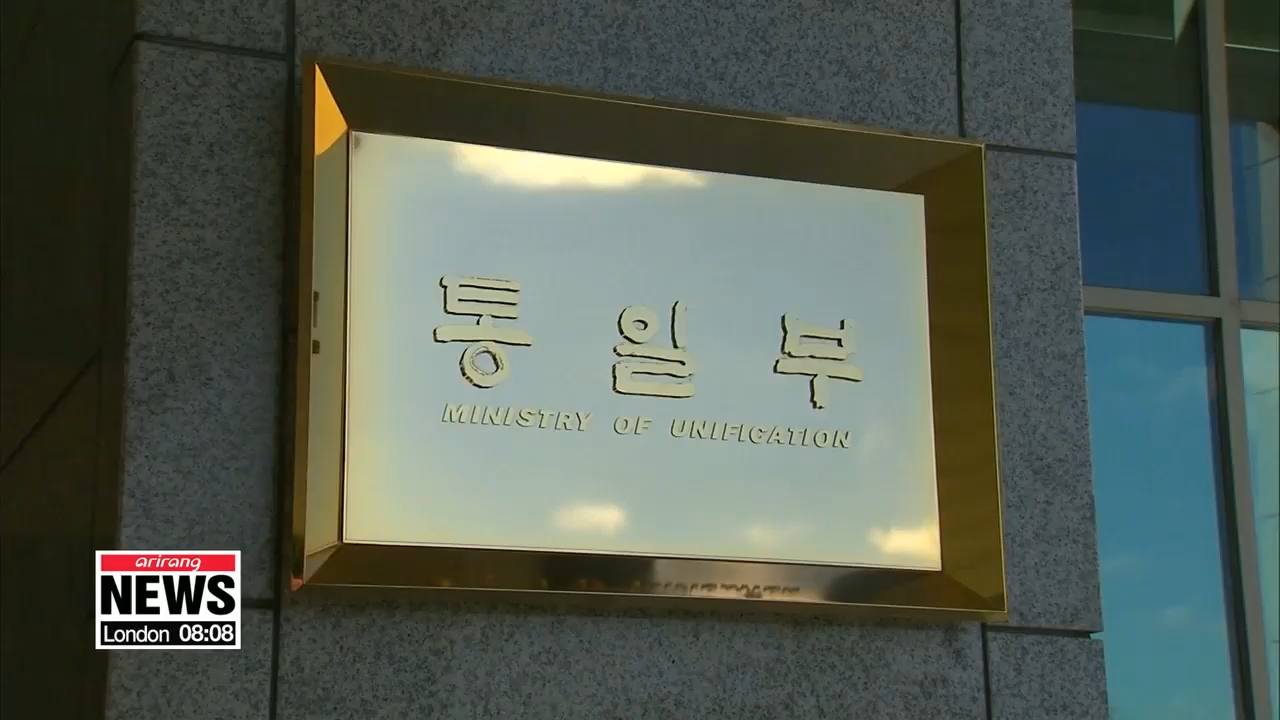 통일부
MINISTRY OF UNIFICATION
arirang
NEWS
London 08:08